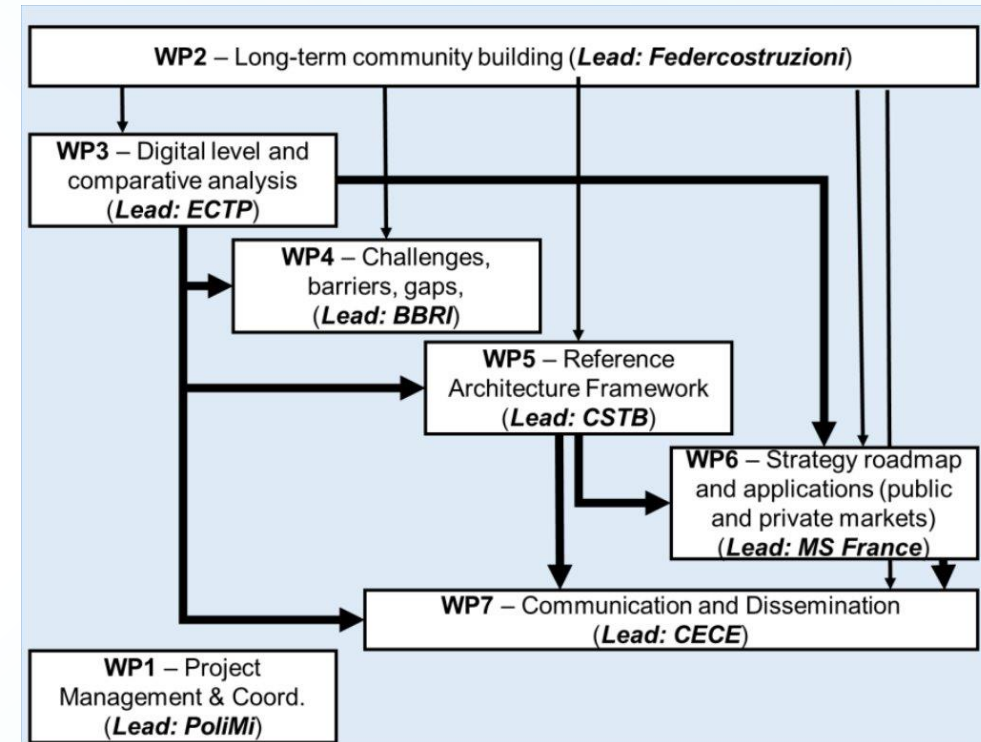 WP2 – Long-term community building (Lead: Federcostruzioni)
WP3 – Digital level and
comparative analysis
(Lead: ECTP)
WP4 – Challenges,
barriers, gaps,
(Lead: BBRI)
WP5 – Reference
Architecture Framework
(Lead: CSTB)
WP6 – Strategy roadmap
and applications (public
and private markets)
(Lead: MS France)
WP7 – Communication and Dissemination
(Lead: CECE)
WP1 – Project
Management & Coord.
(Lead: PoliMi)